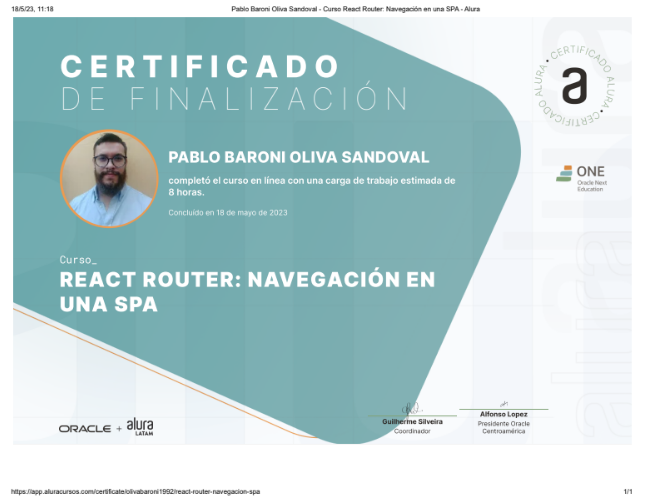 18/5/23, 11:18
Pablo Baroni Oliva Sandoval - Curso React Router: Navegación en una SPA - Alura
CERTIFICADO
DE FINALIZACIÓN
CERTIFICADO ALURA • CERTIFICADO ALURA •
a
PABLO BARONI OLIVA SANDOVAL
completó el curso en línea con una carga de trabajo estimada de
8 horas.
Concluído en 18 de mayo de 2023
ONE
Oracle Next
Education
Curso_
REACT ROUTER: NAVEGACIÓN EN
UNA SPA
ORACLE + alura
LATAM
Guilherme Silveira
Coordinador
Alfonso Lopez
Presidente Oracle
Centroamérica
https://app.aluracursos.com/certificate/olivabaroni1992/react-router-navegacion-spa
1/1